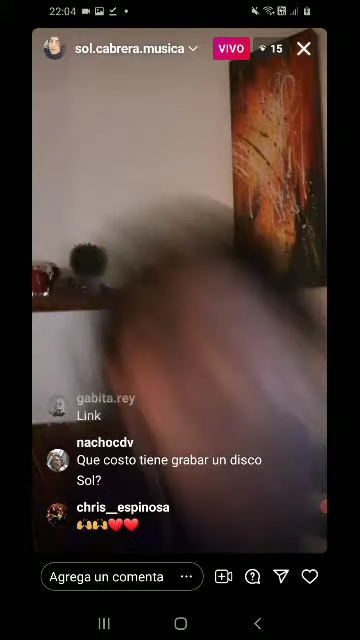 22:04
sol.cabrera.musica
VIVO
15
gabita.rey
Link
nachocdv
Que costo tiene grabar un disco
Sol?
chris__espinosa
🙌🙌❤️❤️
Agrega un comenta